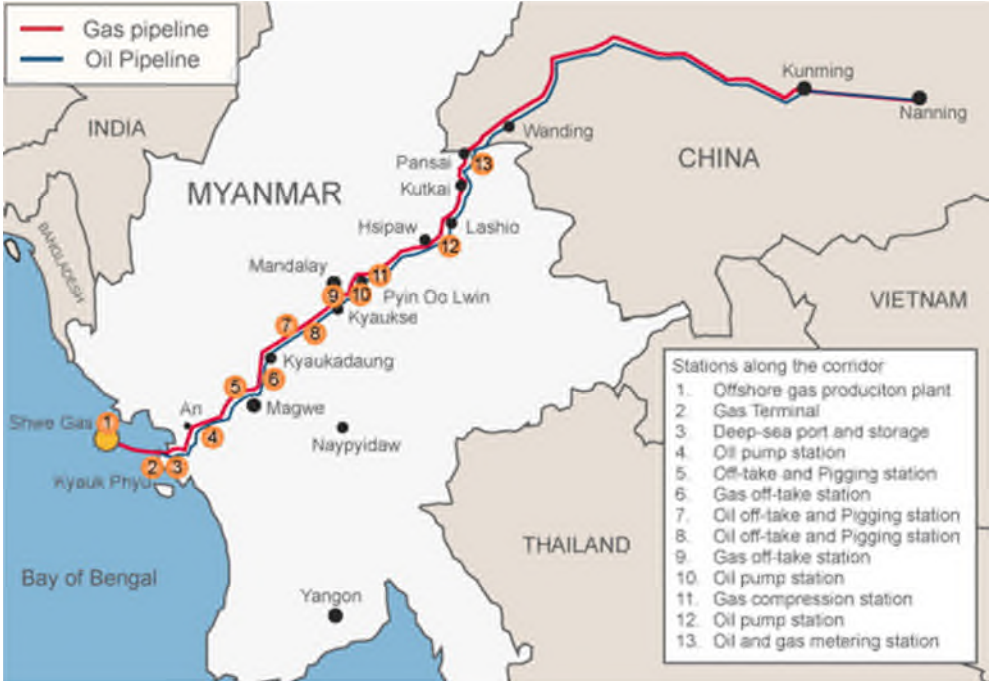 Gas pipeline
Oil Pipeline
INDIA
BANGLADESH
MYANMAR
CHINA
VIETNAM
THAILAND
Kunming
Nanning
Wanding
Pansai
13
Kutkai
Hsipaw
Lashio
12
Mandalay
11
9
10
Pyin Oo Lwin
Kyaukse
7
8
Kyaukadaung
5
6
Magwe
An
4
Naypyidaw
Shwe Gas
1
2
3
Kyauk Phyu
Bay of Bengal
Yangon
Stations along the corridor
1. Offshore gas produciton plant
2. Gas Terminal
3. Deep-sea port and storage
4. Oll pump station
5. Off-take and Pigging station
6. Gas off-take station
7. Oil off-take and Pigging station
8. Oil off-take and Pigging station
9. Gas off-take station
10. Oil pump station
11. Gas compression station
12. Oil pump station
13. Oil and gas metering station